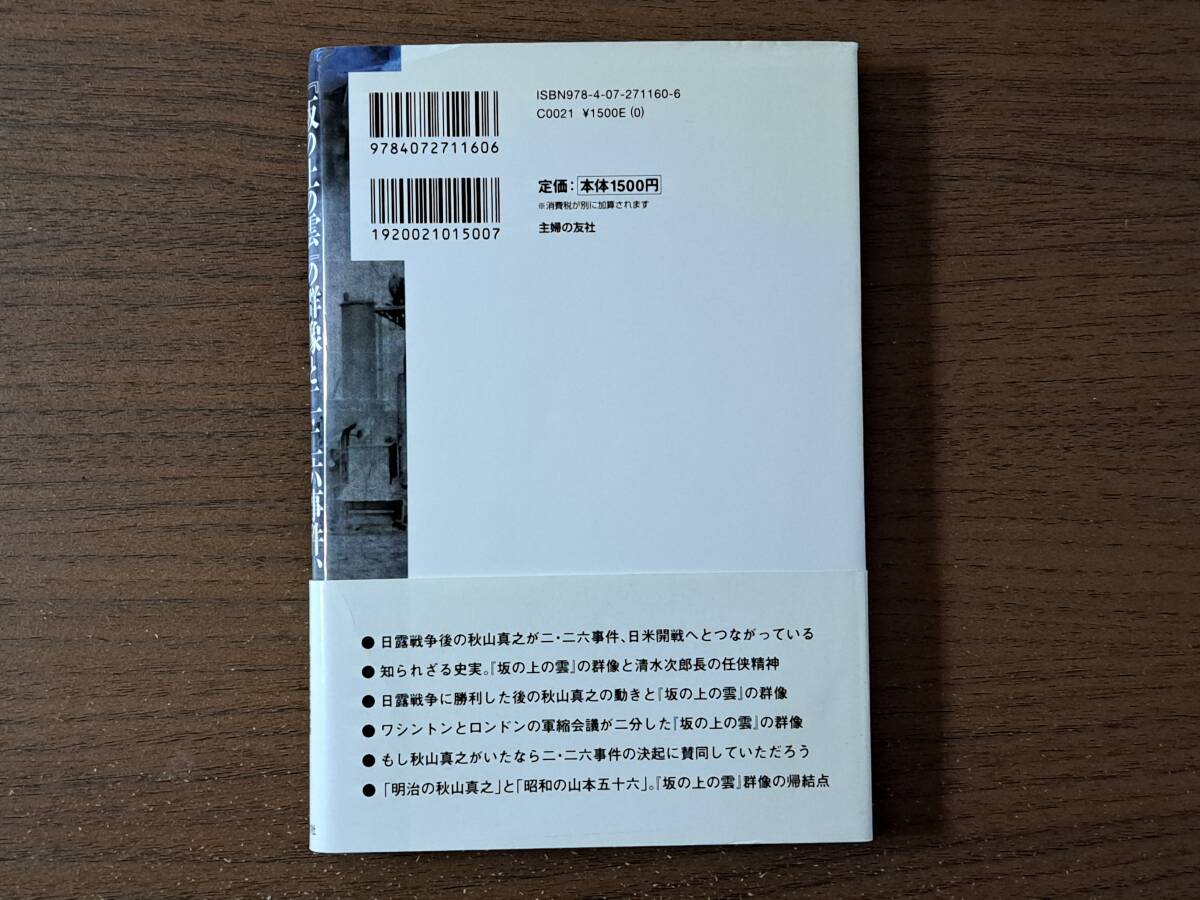 『坂の上の雲』の群像と二・二六事件、
ISBN978-4-07-271160-6
C0021 ¥1500E (0)
9784072711606
定価：本体1500円
※消費税が別に加算されます
1920021015007
主婦の友社
●日露戦争後の秋山真之が二・二六事件、日米開戦へとつながっている
●知られざる史実。『坂の上の雲』の群像と清水次郎長の任侠精神
●日露戦争に勝利した後の秋山真之の動きと『坂の上の雲』の群像
●ワシントンとロンドンの軍縮会議が二分した『坂の上の雲』の群像
●もし秋山真之がいたなら二・二六事件の決起に賛同していただろう
●「明治の秋山真之」と「昭和の山本五十六」。『坂の上の雲』群像の帰結点
社